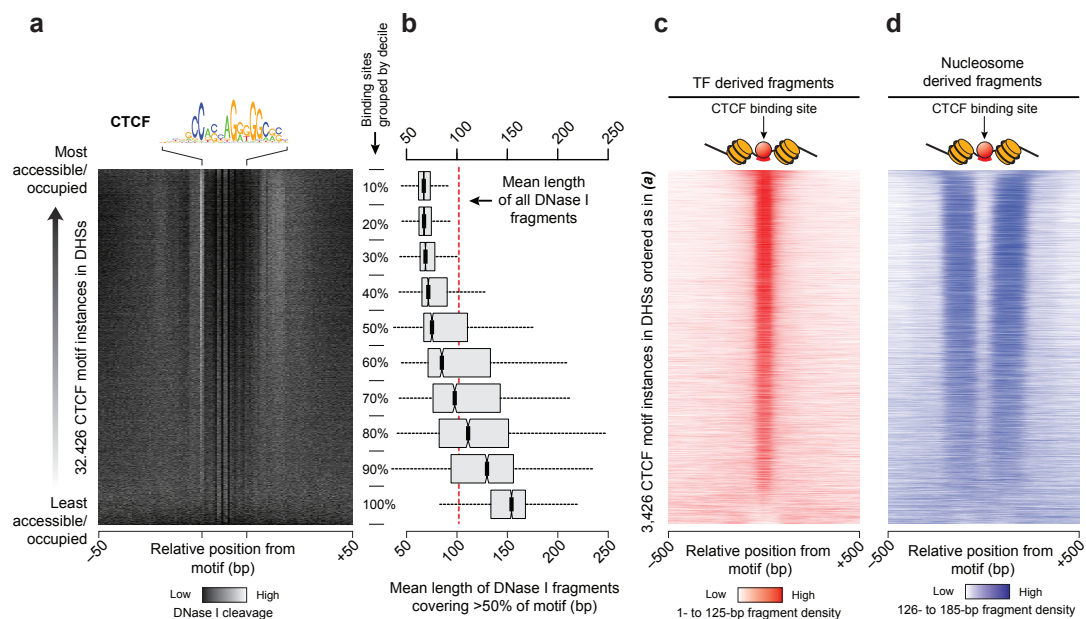 a
CTCF
Most
accessible/
occupied
32.426 CTCF motif instances in DHSs
Least
accessible/
occupied
–50
+50
Relative position from
motif (bp)
Low
High
DNase I cleavage
b
Binding sites
grouped by decile
50
100
150
200
250
10%
20%
30%
40%
50%
60%
70%
80%
90%
100%
Mean length
of all DNase I
fragments
50
100
150
200
250
Mean length of DNase I fragments
covering >50% of motif (bp)
c
TF derived fragments
CTCF binding site
3,426 CTCF motif instances in DHSs ordered as in (a)
–500
+500
Relative position from
motif (bp)
Low
High
1- to 125-bp fragment density
d
Nucleosome
derived fragments
CTCF binding site
–500
+500
Relative position from
motif (bp)
Low
High
126- to 185-bp fragment density